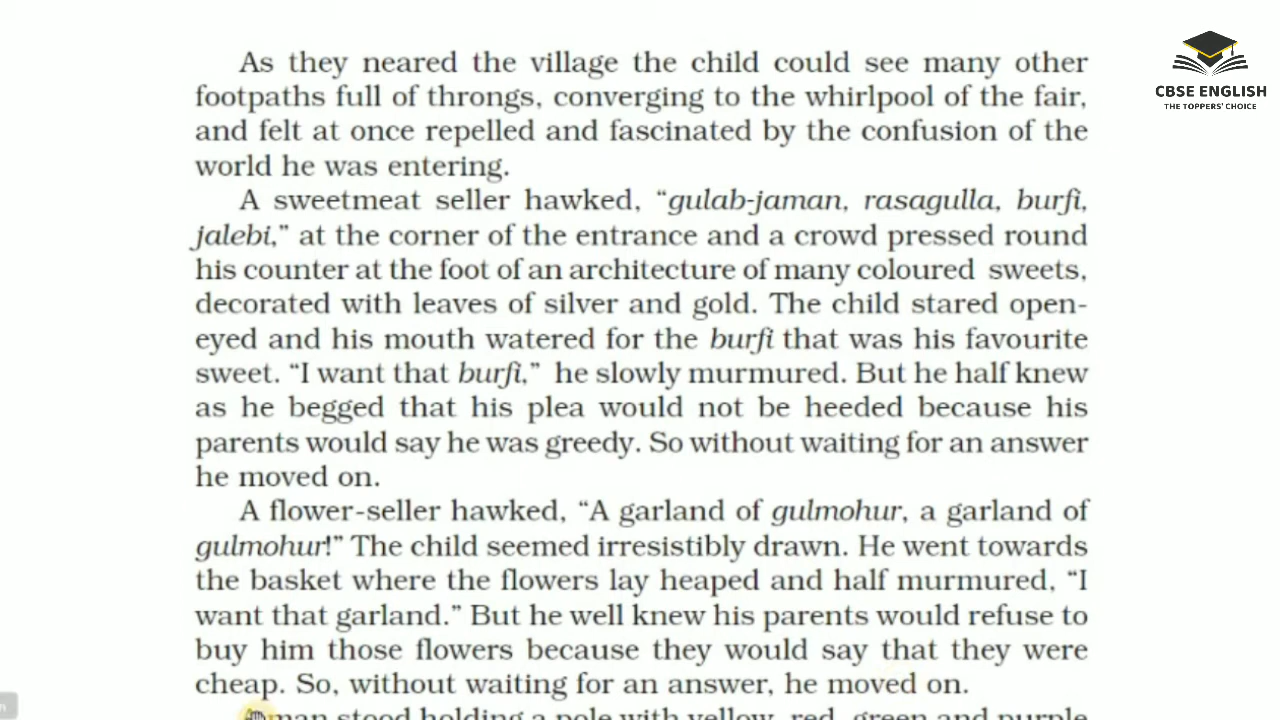 As they neared the village the child could see many other
footpaths full of throngs, converging to the whirlpool of the fair,
and felt at once repelled and fascinated by the confusion of the
world he was entering.
A sweetmeat seller hawked, “gulab-jaman, rasagulla, burfi,
jalebi,” at the corner of the entrance and a crowd pressed round
his counter at the foot of an architecture of many coloured sweets,
decorated with leaves of silver and gold. The child stared open-
eyed and his mouth watered for the burfi that was his favourite
sweet. “I want that burfi,” he slowly murmured. But he half knew
as he begged that his plea would not be heeded because his
parents would say he was greedy. So without waiting for an answer
he moved on.
A flower-seller hawked, “A garland of gulmohur, a garland of
gulmohur!” The child seemed irresistibly drawn. He went towards
the basket where the flowers lay heaped and half murmured, “I
want that garland.” But he well knew his parents would refuse to
buy him those flowers because they would say that they were
cheap. So, without waiting for an answer, he moved on.
man stood holding a pole with yellow, red, green and purple
CBSE ENGLISH
THE TOPPERS' CHOICE